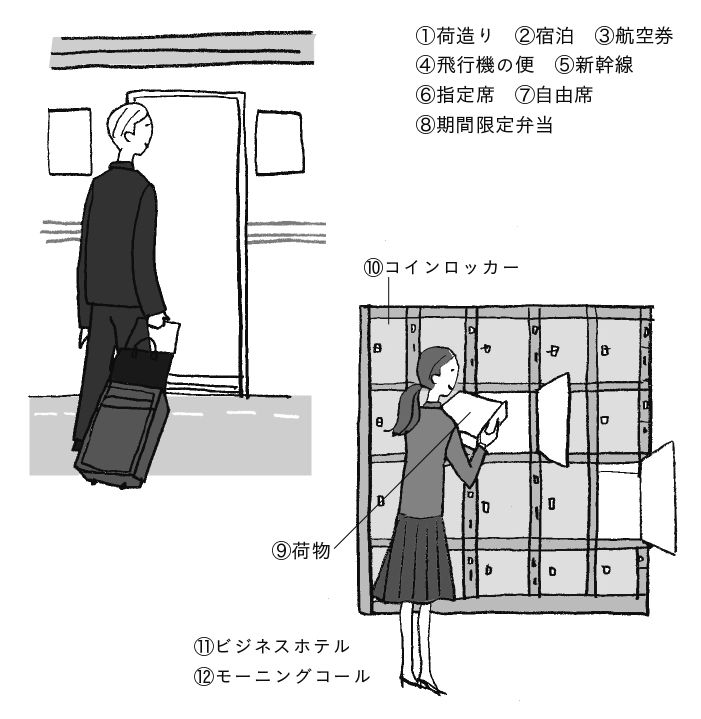 ①荷造り ②宿泊 ③航空券
④飛行機の便 ⑤新幹線
⑥指定席 ⑦自由席
⑧期間限定弁当
⑩コインロッカー
⑨荷物
⑪ビジネスホテル
⑫モーニングコール